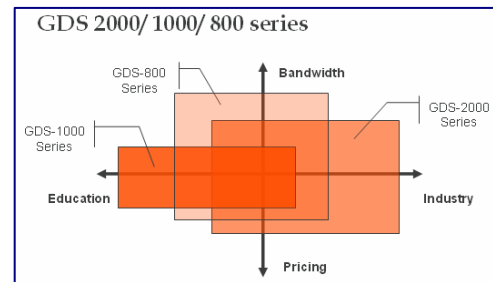 GDS 2000/ 1000/ 800 series
GDS-800
Series
Bandwidth
GDS-2000
Series
GDS-1000
Series
Education
Industry
Pricing